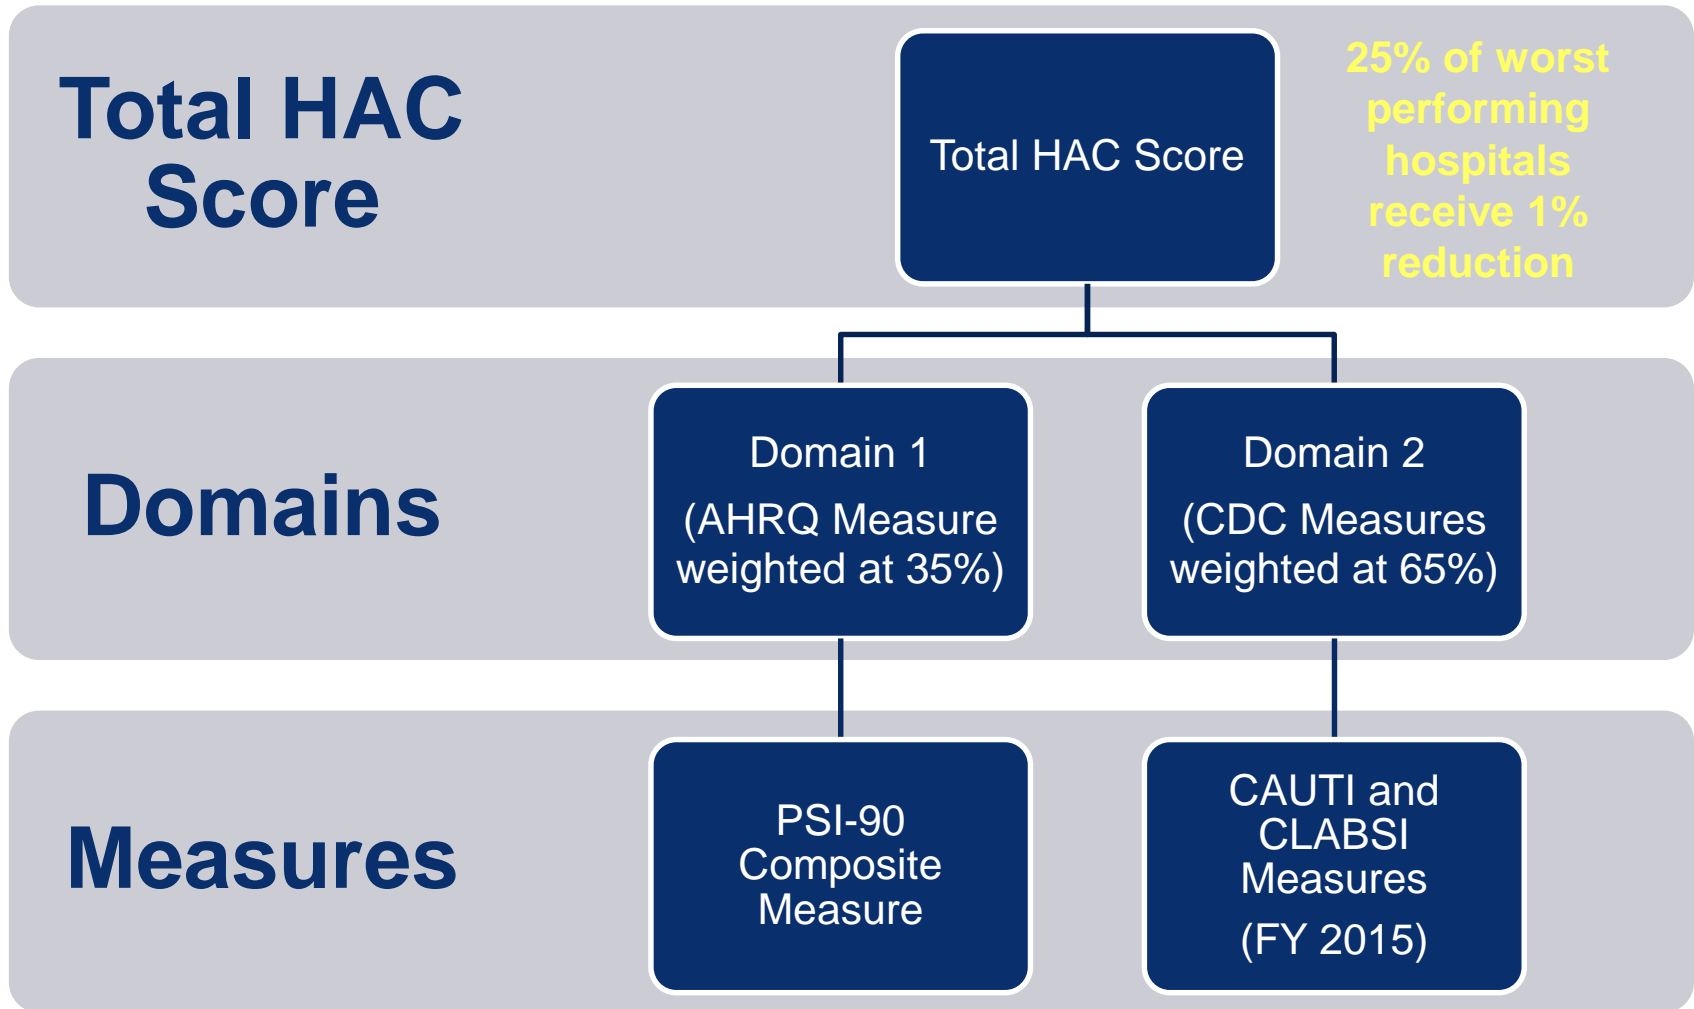 Total HAC
Score
Total HAC Score
25% of worst
performing
hospitals
receive 1%
reduction
Domains
Domain 1
(AHRQ Measure
weighted at 35%)
Domain 2
(CDC Measures
weighted at 65%)
Measures
PSI-90
Composite
Measure
CAUTI and
CLABSI
Measures
(FY 2015)